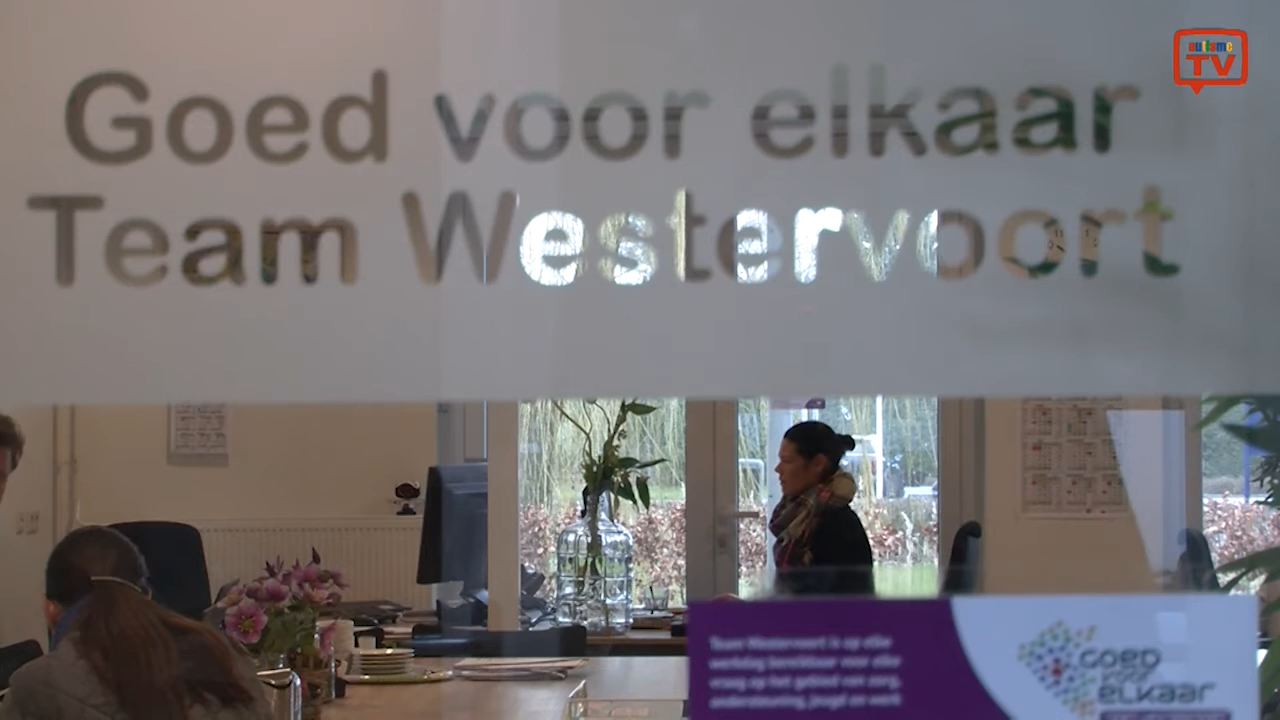 autisme
TV
Goed voor elkaar
Team Westervoort
Team Westervoort is op elke
werkdag bereikbaar voor elke
vraag op het gebied van zorg,
ondersteuning, jeugd en werk
GOED
VOOR
ELKAAR